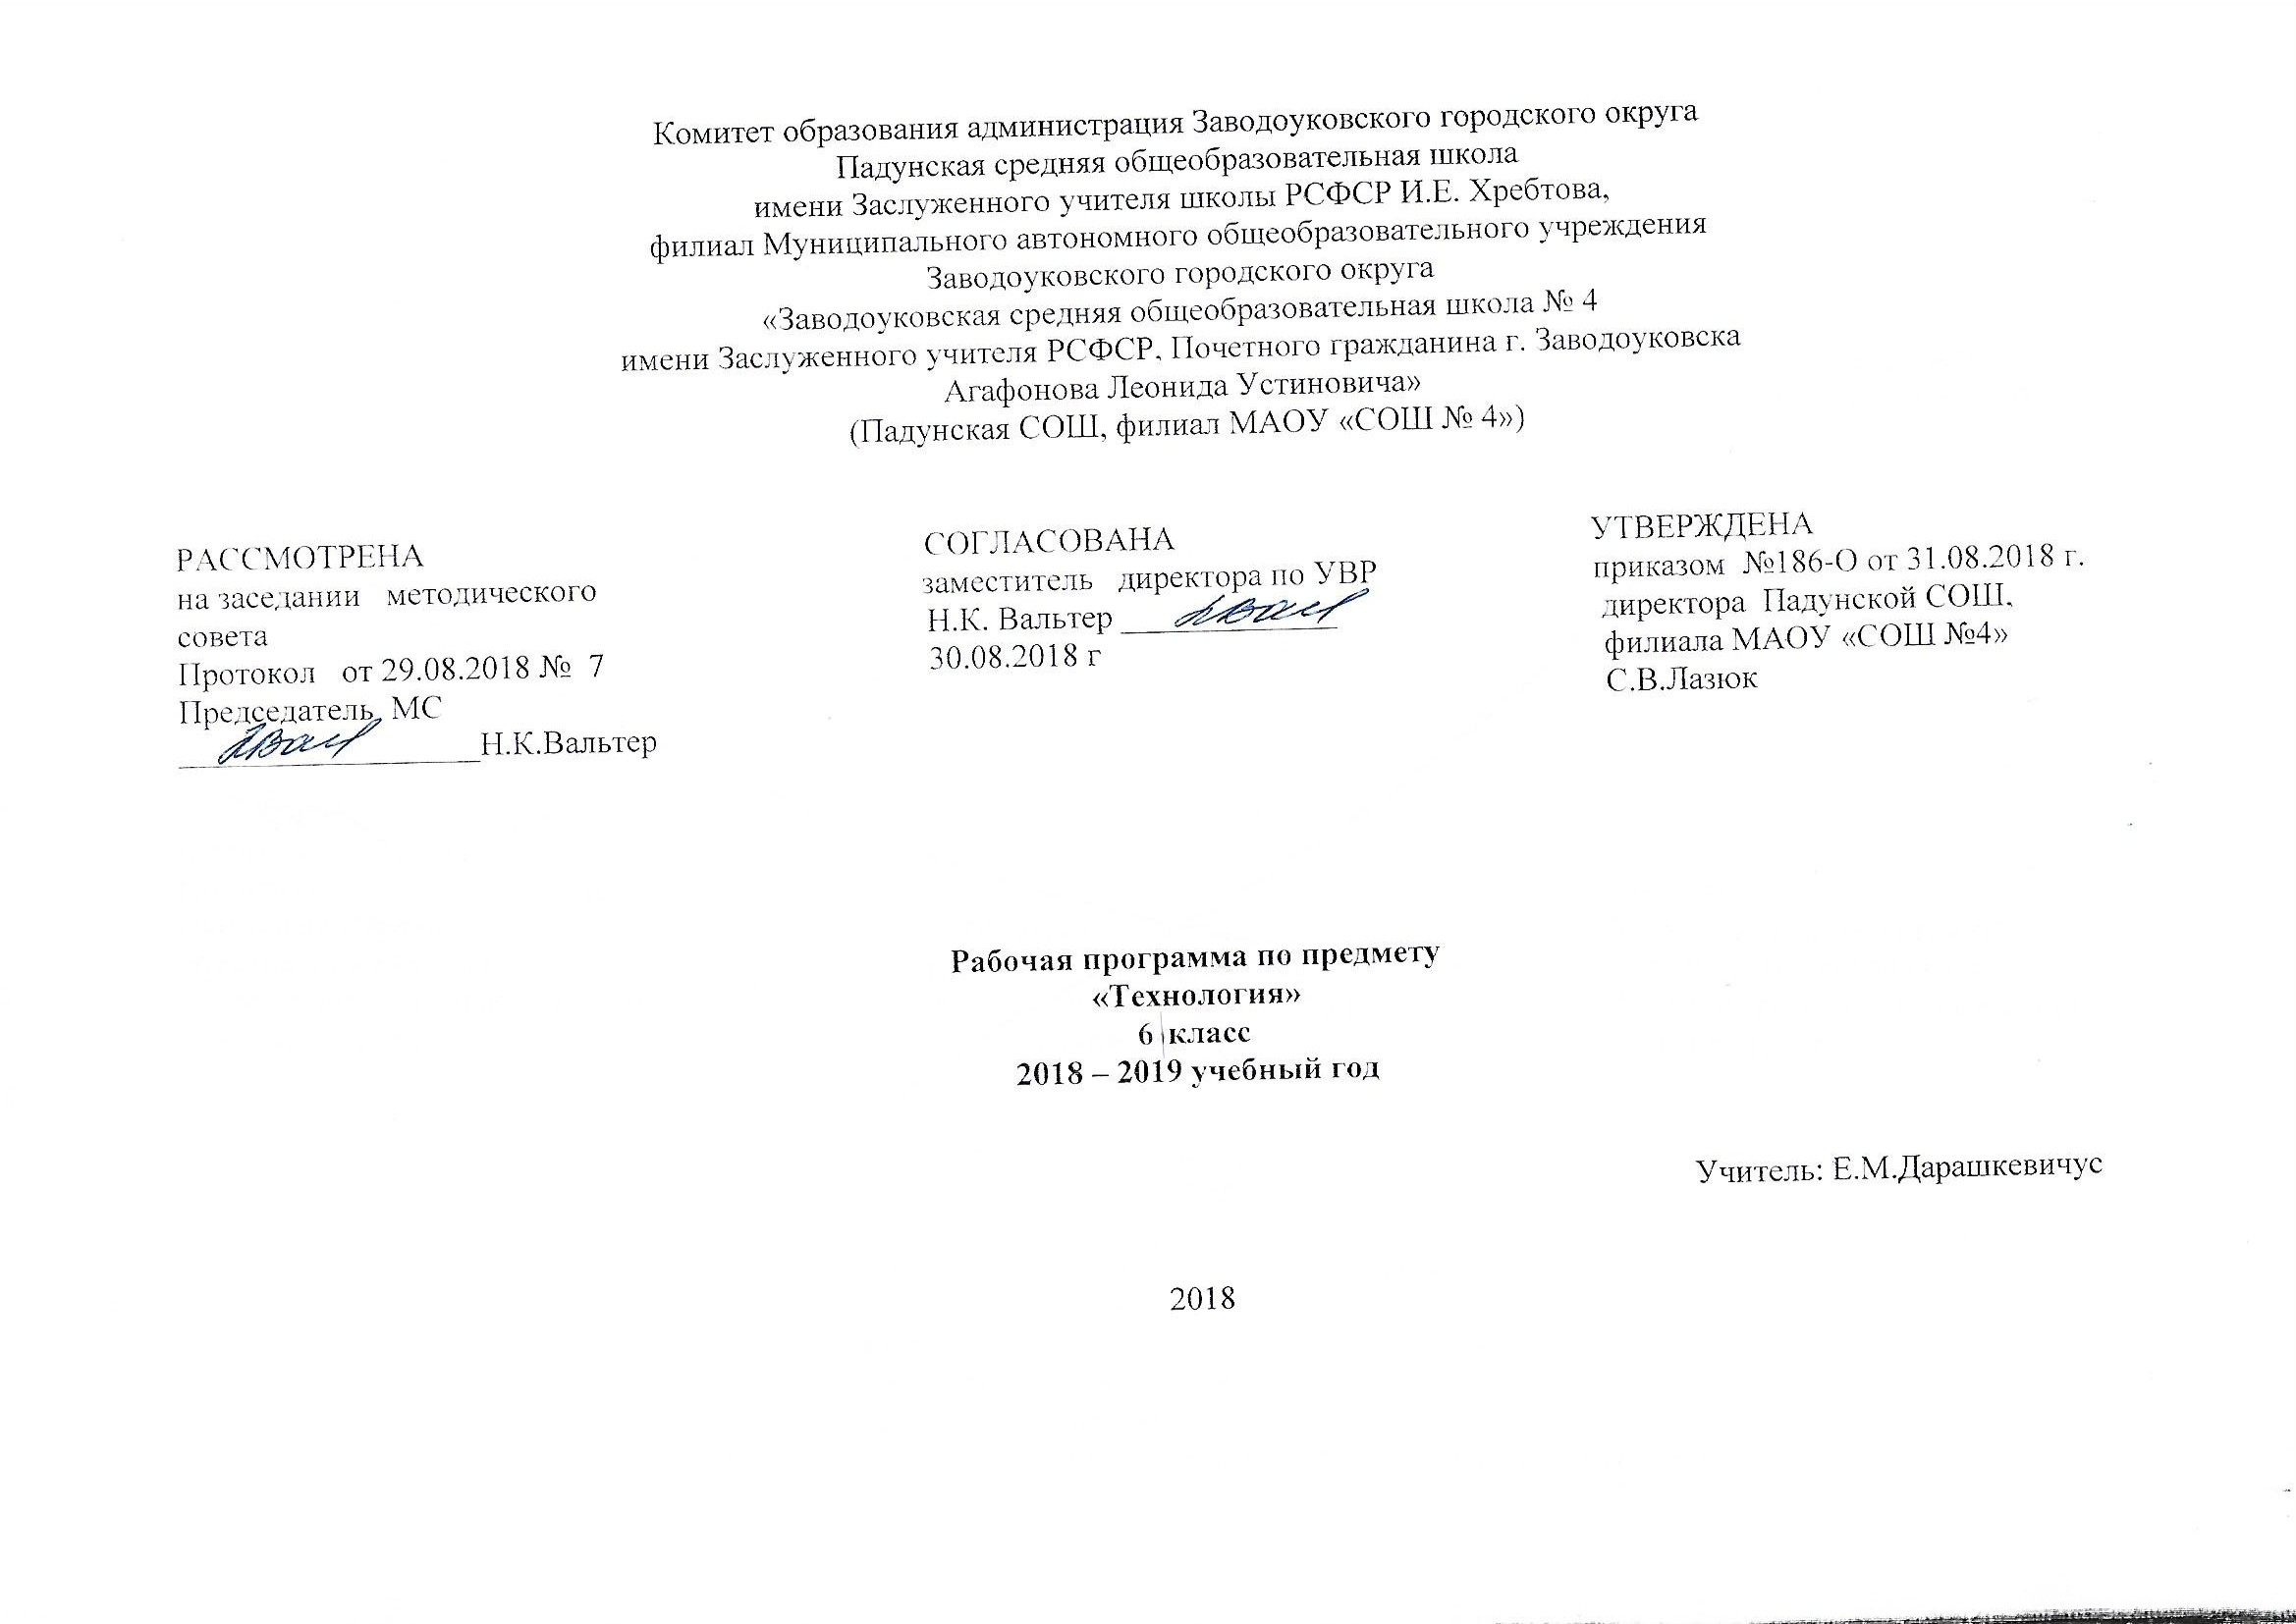 Комитет образования администрация Заводоуковского городского округа
Падунская средняя общеобразовательная школа
имени Заслуженного учителя школы РСФСР И.Е. Хребтова,
филиал Муниципального автономного общеобразовательного учреждения
Заводоуковского городского округа
«Заводоуковская средняя общеобразовательная школа № 4
имени Заслуженного учителя РСФСР, Почетного гражданина г. Заводоуковска
Агафонова Леонида Устиновича»
(Падунская СОШ, филиал МАОУ «СОШ № 4»)
РАССМОТРЕНА
на заседании методического
совета
Протокол от 29.08.2018 № 7
Председатель МС
Н.К.Вальтер
СОГЛАСОВАНА
заместитель директора по УВР
Н.К. Вальтер
30.08.2018 г
УТВЕРЖДЕНА
приказом №186-О от 31.08.2018 г.
директора Падунской СОШ,
филиала МАОУ «СОШ №4»
С.В.Лазюк
Рабочая программа по предмету
«Технология»
6 класс
2018 – 2019 учебный год
Учитель: Е.М.Дарашкевичус
2018